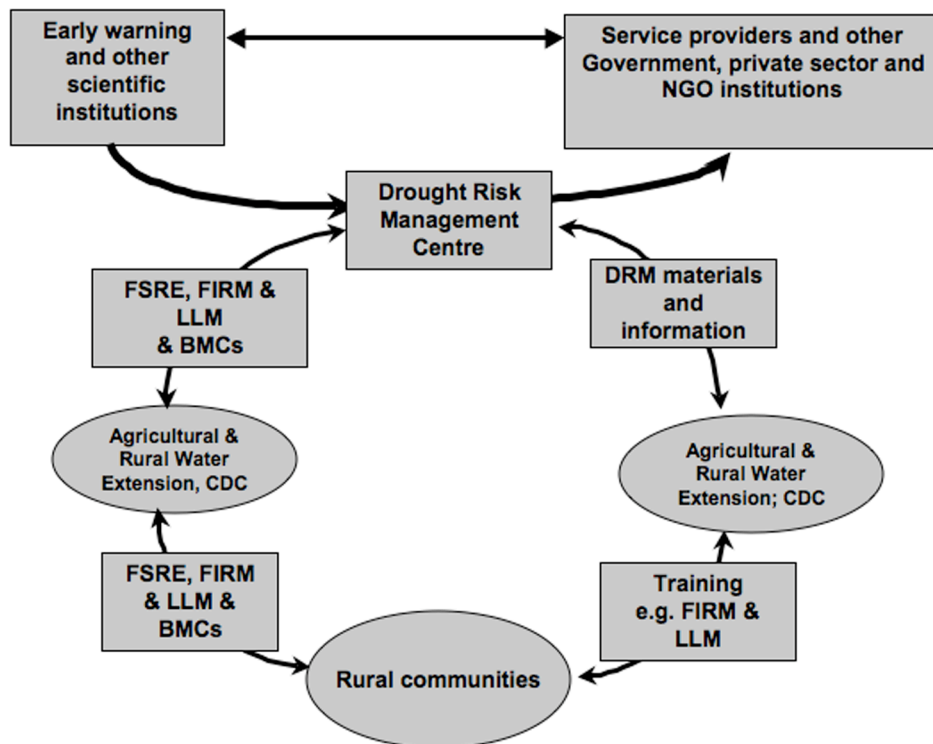 Early warning
and other
scientific
institutions
Service providers and other
Government, private sector and
NGO institutions
Drought Risk
Management
Centre
FSRE, FIRM &
LLM
& BMCs
DRM materials
and
information
Agricultural &
Rural Water
Extension, CDC
Agricultural &
Rural Water
Extension; CDC
FSRE, FIRM
& LLM &
BMCs
Training
e.g. FIRM &
LLM
Rural communities